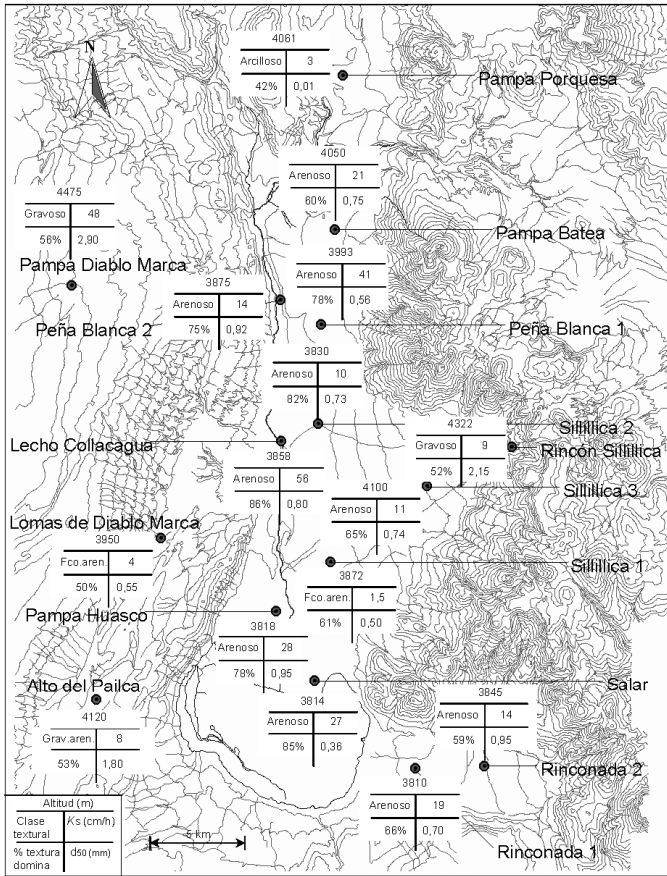 4061
Arcilloso 3
42% 0,01
N
Pampa Porquesa
4050
Arenoso 21
60% 0,75
Pampa Batea
4475
Gravoso 48
56% 2,90
Pampa Diablo Marca
3993
Arenoso 41
78% 0,56
Peña Blanca 1
3875
Arenoso 14
75% 0,92
Peña Blanca 2
3830
Arenoso 10
82% 0,73
Sillillica 2
4322
Gravoso 9
52% 2,15
Rincón Sillillica
Lecho Collacagua
3858
Arenoso 56
86% 0,80
4100
Arenoso 11
65% 0,74
Sillillica 3
Lomas de Diablo Marca
3950
Fco.aren. 4
50% 0,55
Sillillica 1
3872
Fco.aren. 1,5
61% 0,50
Pampa Huasco
3818
Arenoso 28
78% 0,95
Alto del Pailca
4120
Grav.aren. 8
53% 1,80
Salar
3814
Arenoso 27
85% 0,36
3845
Arenoso 14
59% 0,95
Rinconada 2
3810
Arenoso 19
66% 0,70
Rinconada 1
Altitud (m)
Clase textural Ks (cm/h)
% textura domina d50 (mm)
5 km